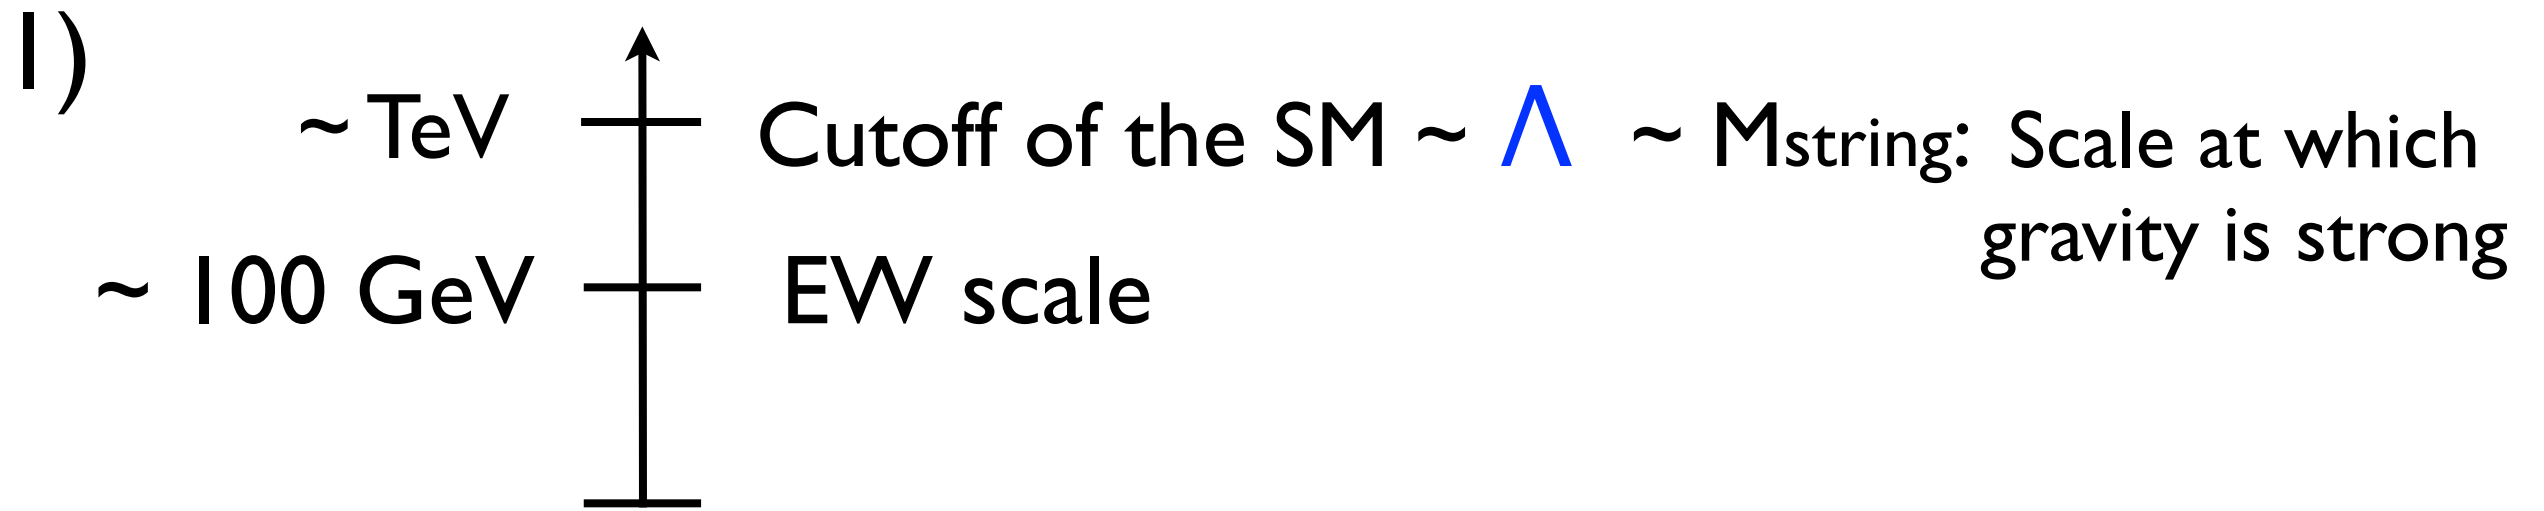 1)
~ TeV Cutoff of the SM ~ Λ ~ Mstring: Scale at which
gravity is strong
~ 100 GeV EW scale